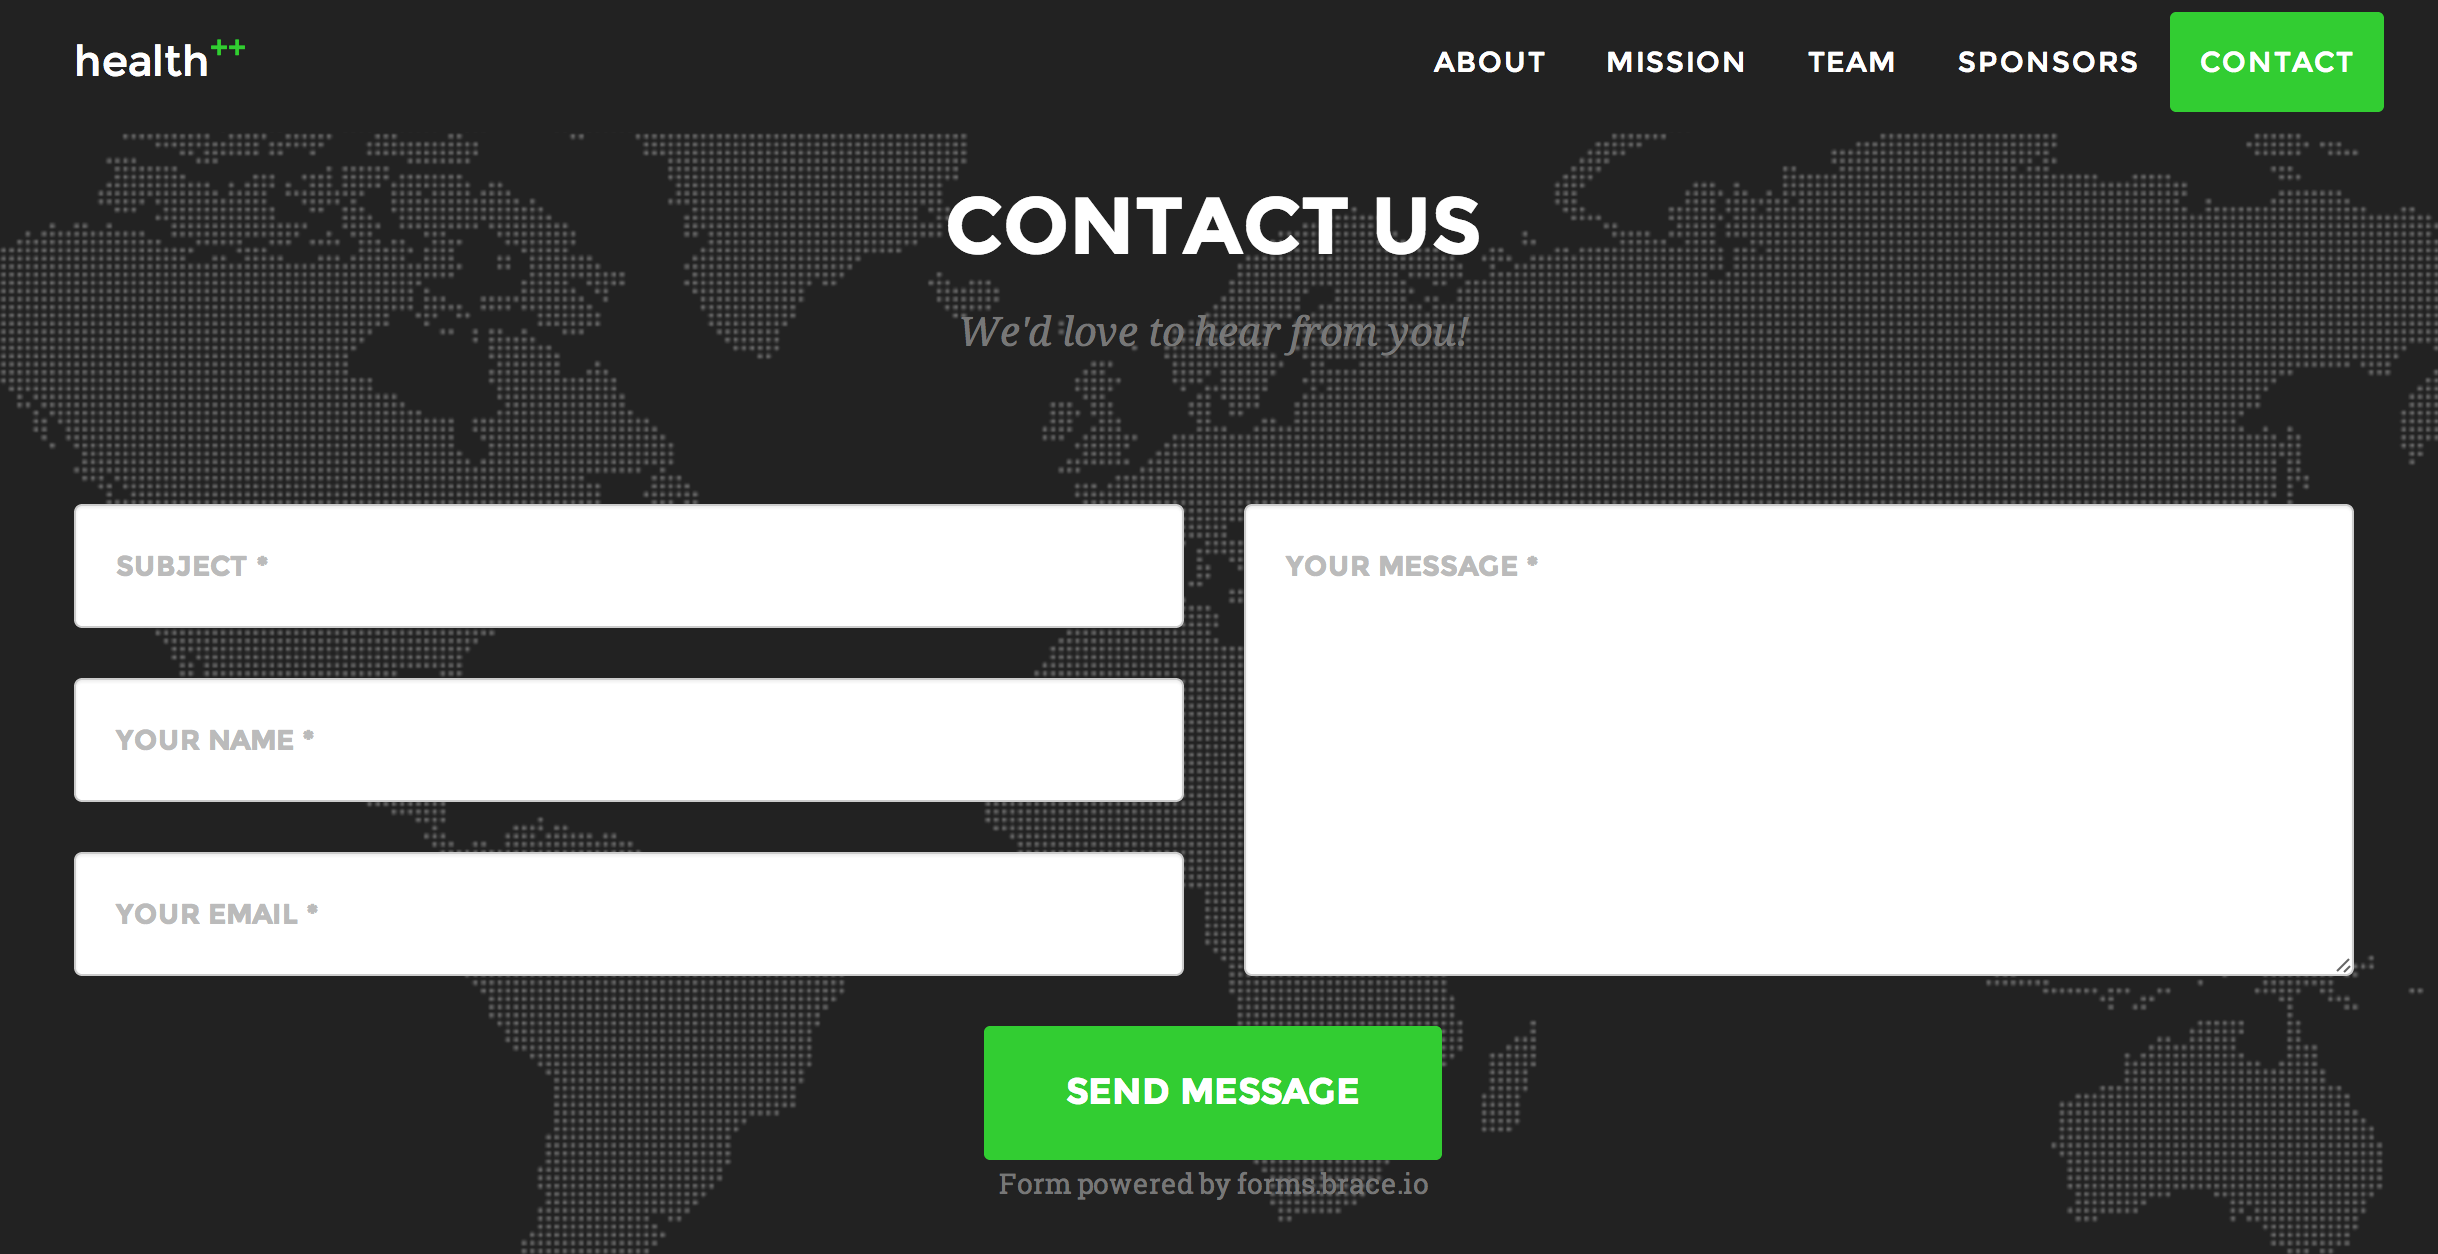 health++
ABOUT MISSION TEAM SPONSORS CONTACT
CONTACT US
We'd love to hear from you!
SUBJECT *
YOUR NAME *
YOUR EMAIL *
YOUR MESSAGE *
SEND MESSAGE
Form powered by forms.brace.io